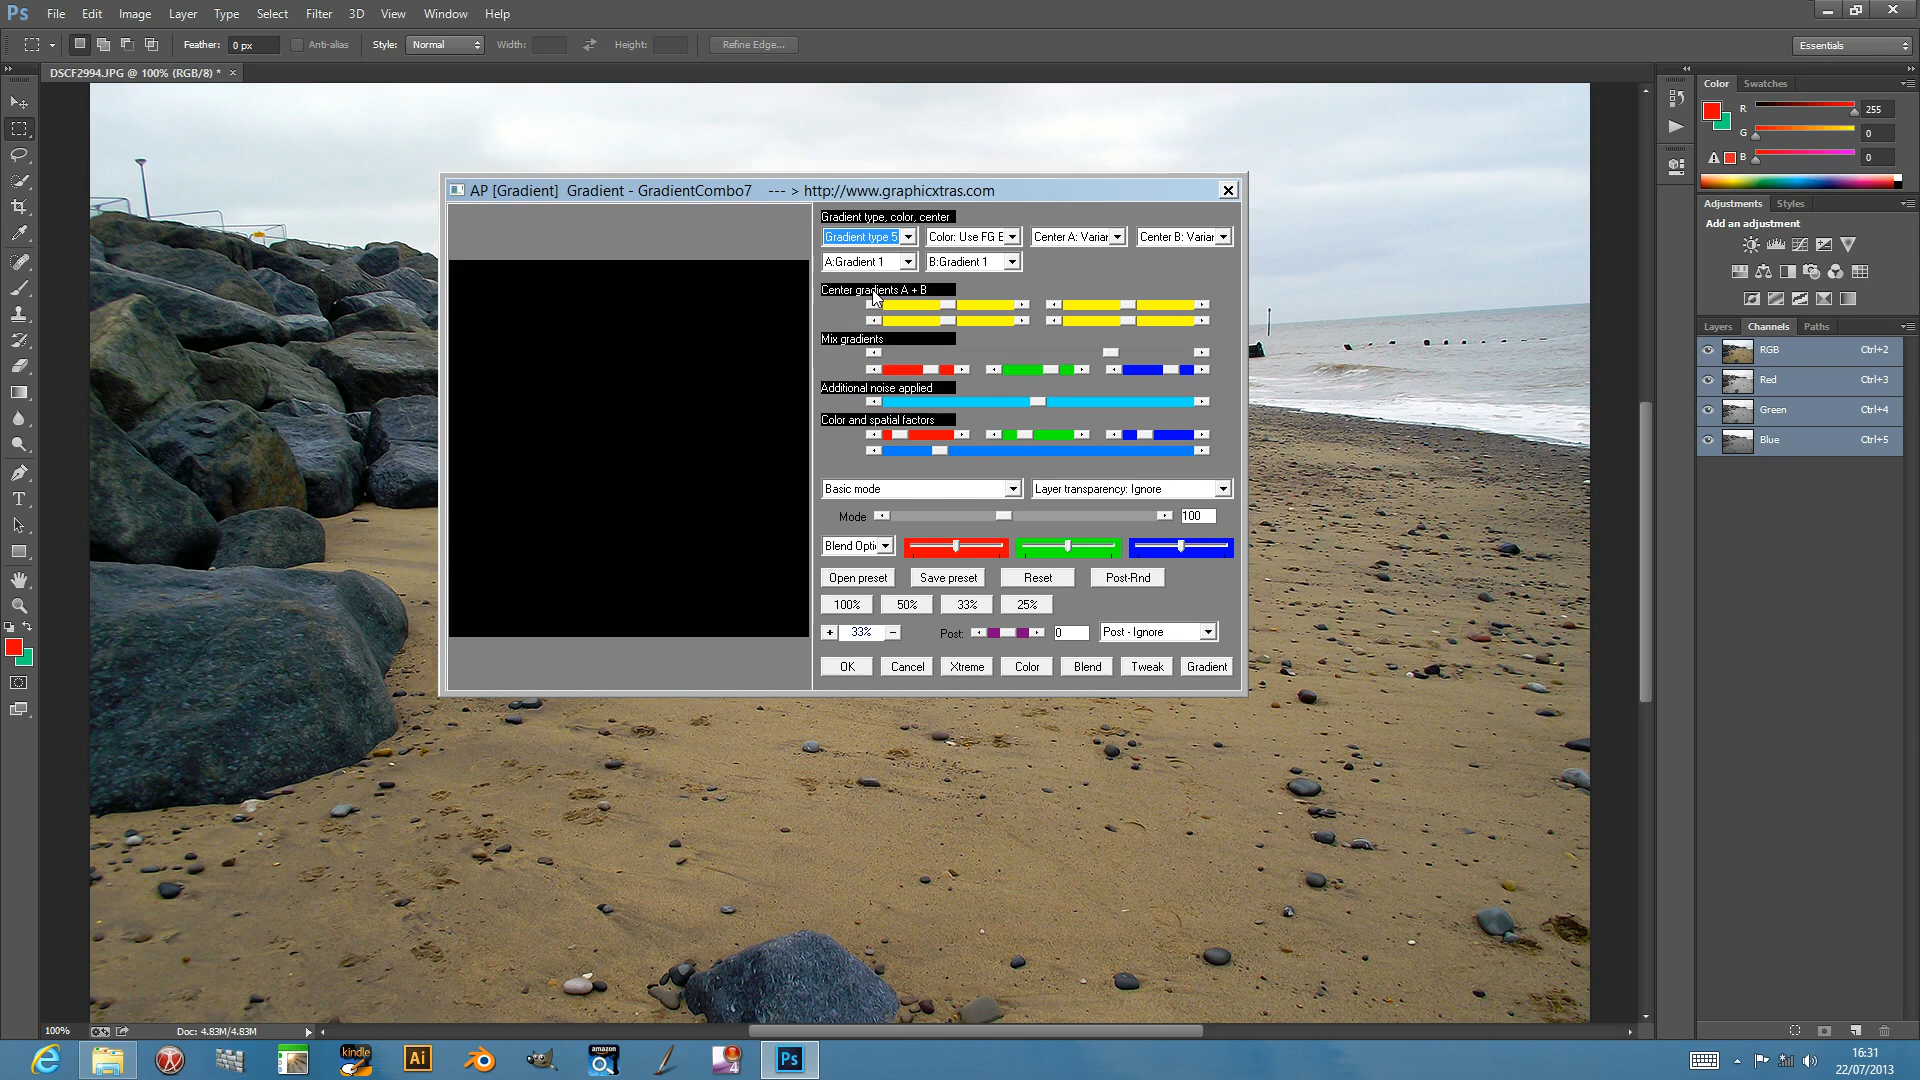 Ps File Edit Image Layer Type Select Filter 3D View Window Help
Feather: 0 px Anti-alias Style: Normal Width: Height: Refine Edge... Essentials
DSCF2994.JPG @ 100% (RGB/8) * ×
Color Swatches
R 255
G 0
B 0
Adjustments Styles
Add an adjustment
Layers Channels Paths
RGB Ctrl+2
Red Ctrl+3
Green Ctrl+4
Blue Ctrl+5
AP [Gradient] Gradient - GradientCombo7 --- > http://www.graphicxtras.com
Gradient type, color, center
Gradient type 5 Color: Use FG E Center A: Variar Center B: Variar
A:Gradient 1 B:Gradient 1
Center gradients A + B
Mix gradients
Additional noise applied
Color and spatial factors
Basic mode Layer transparency: Ignore
Mode 100
Blend Opti
Open preset Save preset Reset Post-Rnd
100% 50% 33% 25%
+ 33% − Post: 0 Post - Ignore
OK Cancel Xtreme Color Blend Tweak Gradient
T
100% Doc: 4.83M/4.83M
kindle Ai amazon 4 Ps
16:31
22/07/2013